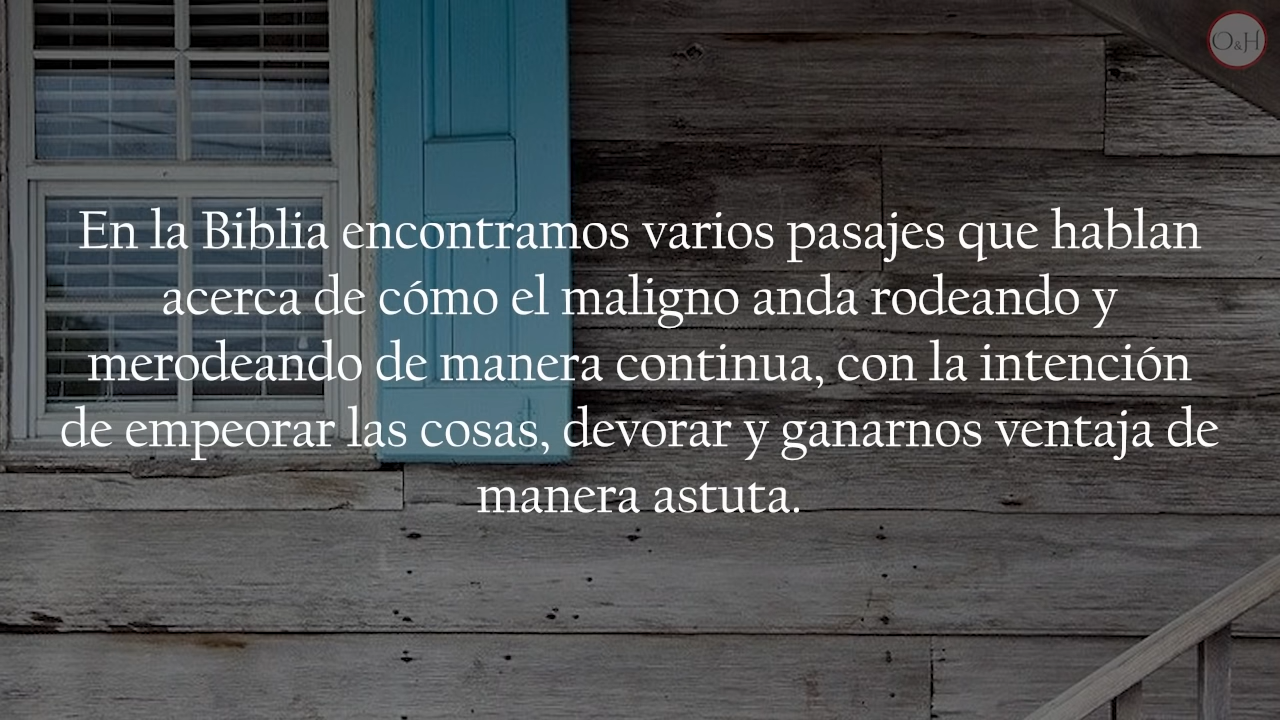 O&H
En la Biblia encontramos varios pasajes que hablan
acerca de cómo el maligno anda rodeando y
merodeando de manera continua, con la intención
de empeorar las cosas, devorar y ganarnos ventaja de
manera astuta.